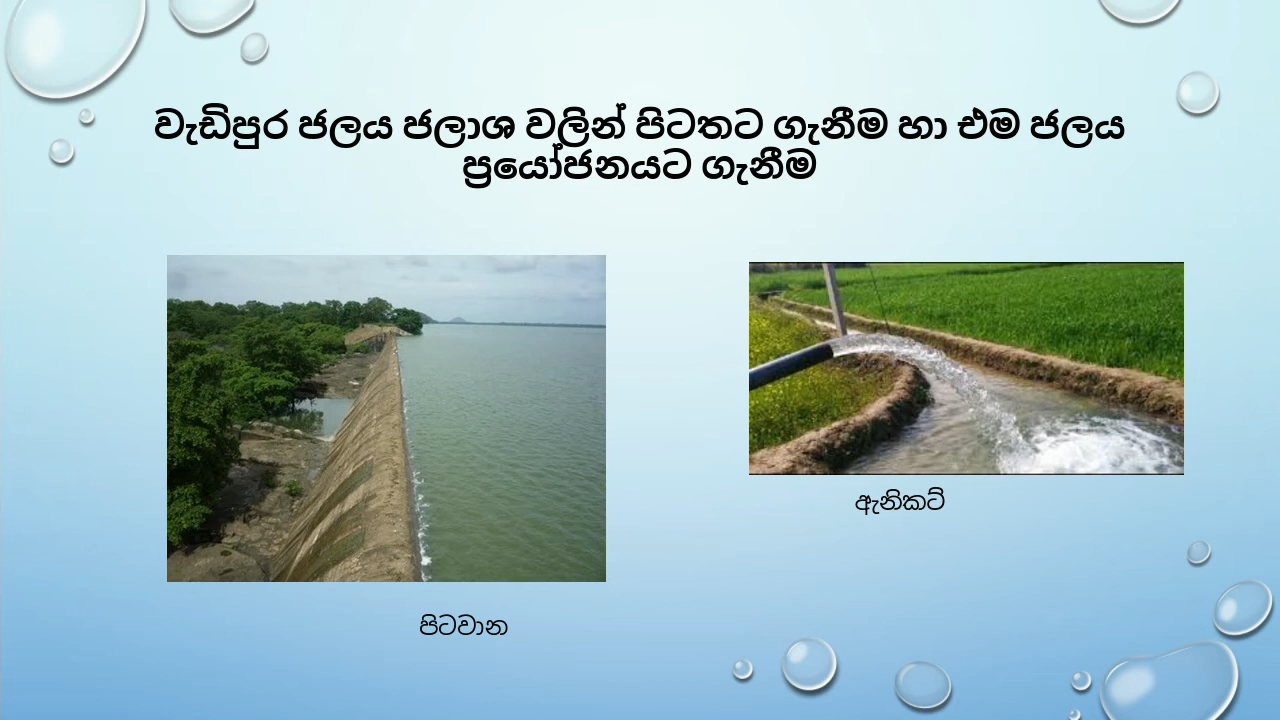 වැඩිපුර ජලය ජලාශ වලින් පිටතට ගැනීම හා එම ජලය
ප්‍රයෝජනයට ගැනීම
ඇනිකට්
පිටවාන